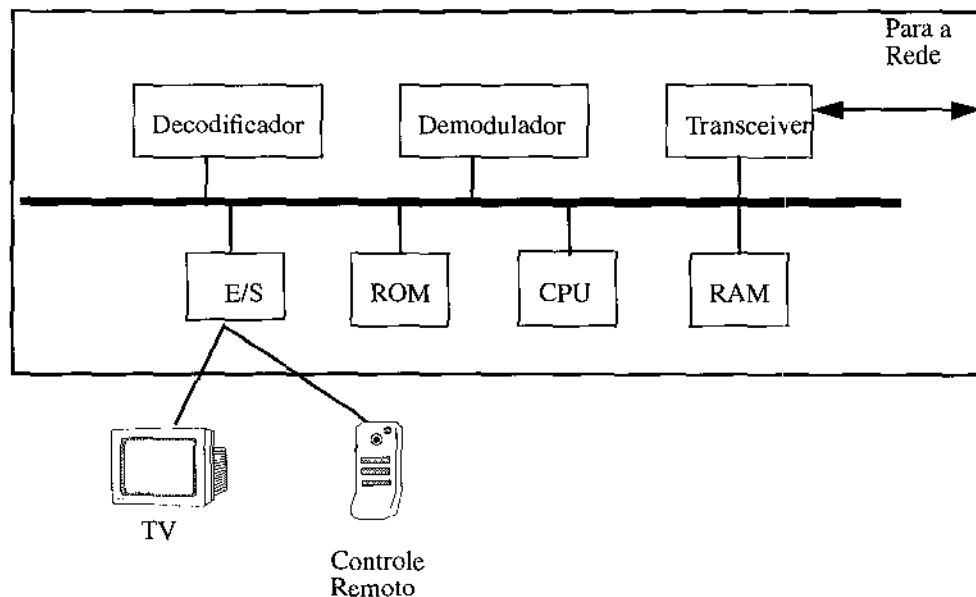 Para a
Rede
Decodificador
Demodulador
Transceiver
E/S
ROM
CPU
RAM
TV
Controle
Remoto